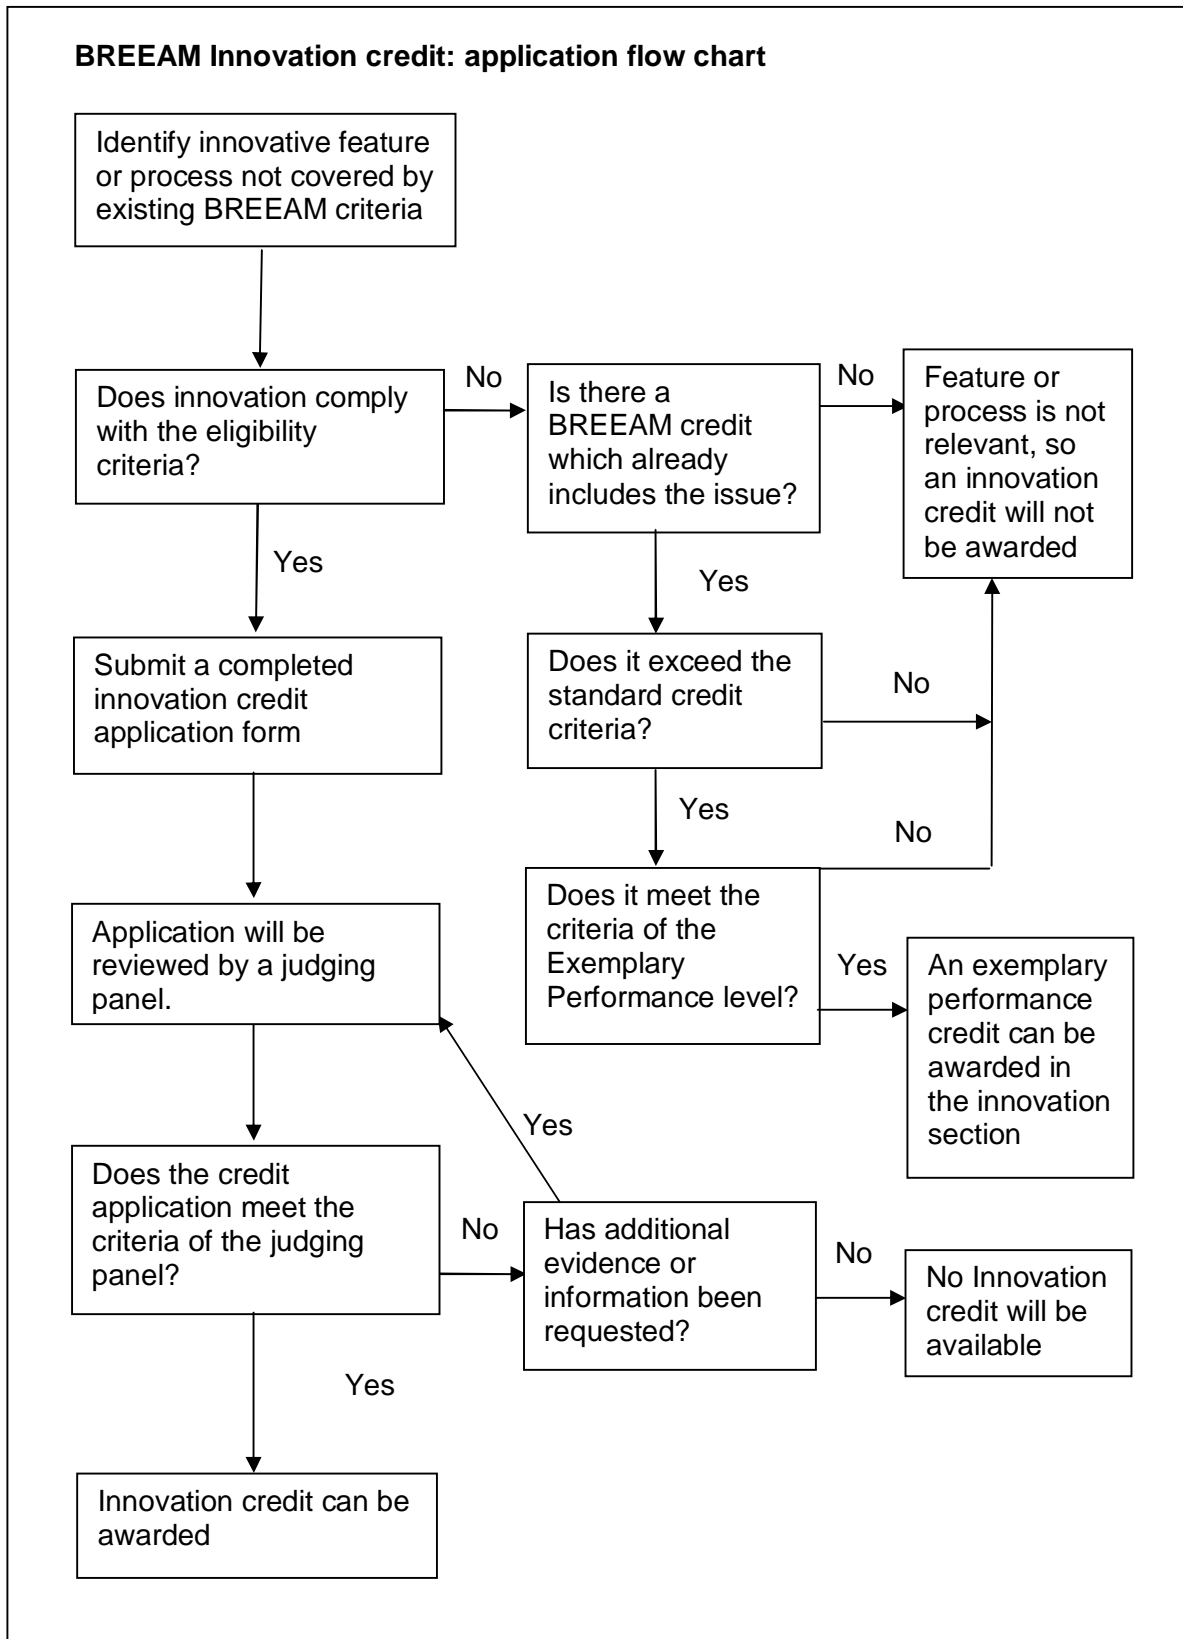 BREEAM Innovation credit: application flow chart
Identify innovative feature
or process not covered by
existing BREEAM criteria
Does innovation comply
with the eligibility
criteria?
No
Is there a
BREEAM credit
which already
includes the issue?
No
Feature or
process is not
relevant, so
an innovation
credit will not
be awarded
Yes
Yes
Submit a completed
innovation credit
application form
Does it exceed the
standard credit
criteria?
No
Yes
No
Application will be
reviewed by a judging
panel.
Does it meet the
criteria of the
Exemplary
Performance level?
Yes
An exemplary
performance
credit can be
awarded in
the innovation
section
Yes
Does the credit
application meet the
criteria of the judging
panel?
No
Has additional
evidence or
information been
requested?
No
No Innovation
credit will be
available
Yes
Innovation credit can be
awarded